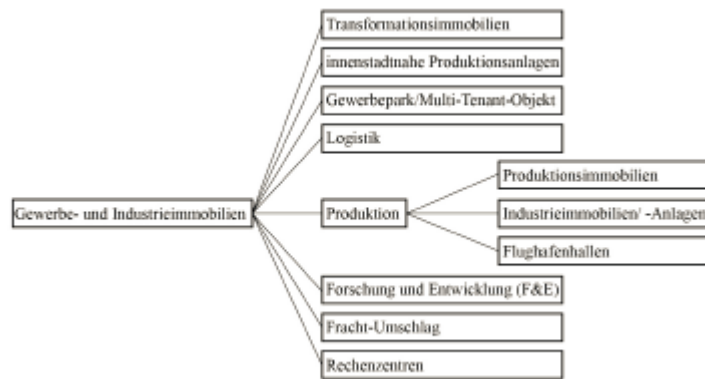 Transformationsimmobilien
innenstadtnahe Produktionsanlagen
Gewerbepark/Multi-Tenant-Objekt
Logistik
Produktionsimmobilien
Gewerbe- und Industrieimmobilien
Produktion
Industrieimmobilien/ -Anlagen
Flughafenhallen
Forschung und Entwicklung (F&E)
Fracht-Umschlag
Rechenzentren